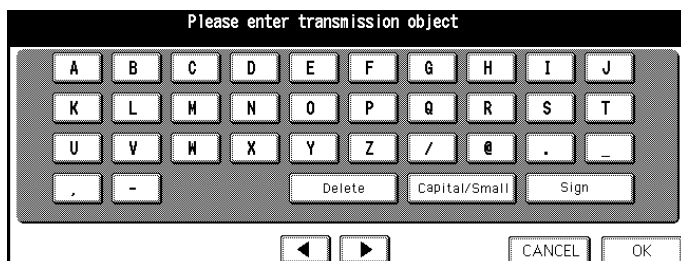 Please enter transmission object
A B C D E F G H I J
K L M N O P Q R S T
U V W X Y Z / @ . _
, - Delete Capital/Small Sign
◀ ▶ CANCEL OK